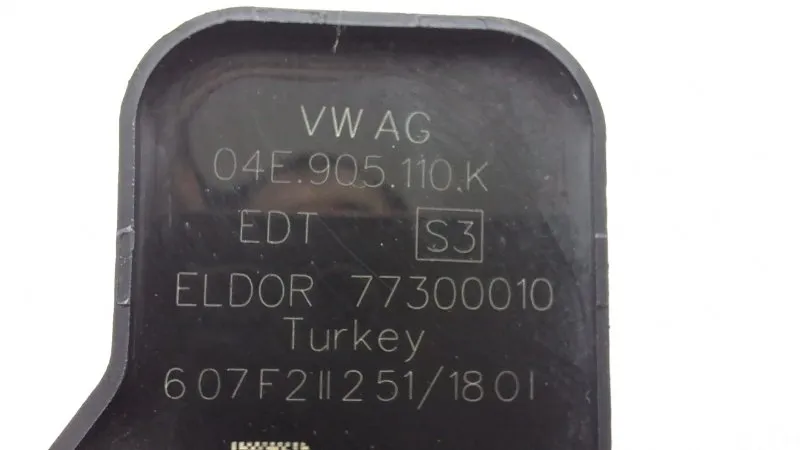 VW AG
04E.905.110.K
EDT S3
ELDOR 77300010
Turkey
607F211251/1801